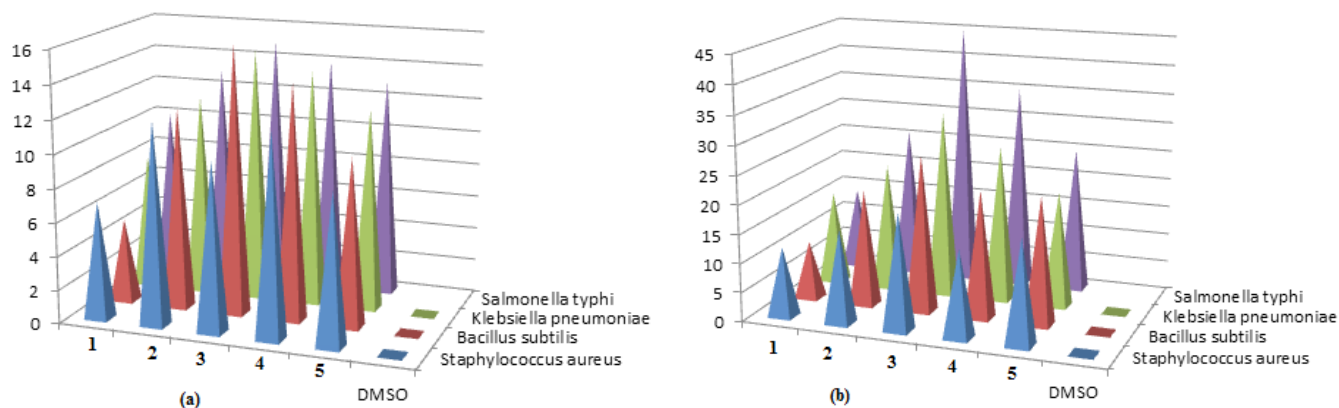 16
14
12
10
8
6
4
2
0
1
2
3
4
5
DMSO
Salmonella typhi
Klebsiella pneumoniae
Bacillus subtilis
Staphylococcus aureus
(a)
45
40
35
30
25
20
15
10
5
0
1
2
3
4
5
DMSO
Salmonella typhi
Klebsiella pneumoniae
Bacillus subtilis
Staphylococcus aureus
(b)